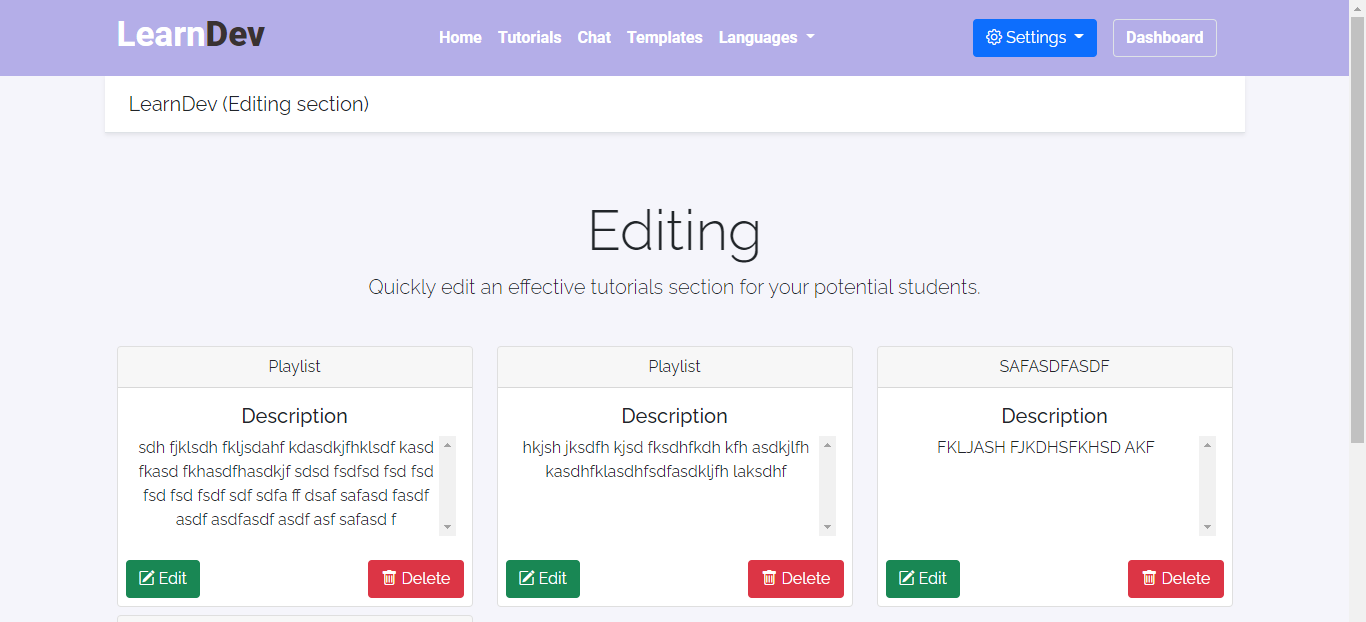 LearnDev Home Tutorials Chat Templates Languages Settings Dashboard
LearnDev (Editing section)
Editing
Quickly edit an effective tutorials section for your potential students.
Playlist
Description
sdh fjklsdh fkljsdahf kdasdkjfhklsdf kasd
fkasd fkhasdfhasdkjf sdsd fsdfsd fsd fsd
fsd fsd fsdf sdf sdfa ff dsaf safasd fasdf
asdf asdfasdf asdf asf safasd f
Edit Delete
Playlist
Description
hkjsh jksdfh kjsd fksdhfkdh kfh asdkjlfh
kasdhfklasdhfsdfasdkljfh laksdhf
Edit Delete
SAFASDFASDF
Description
FKLJASH FJKDHSFKHSD AKF
Edit Delete